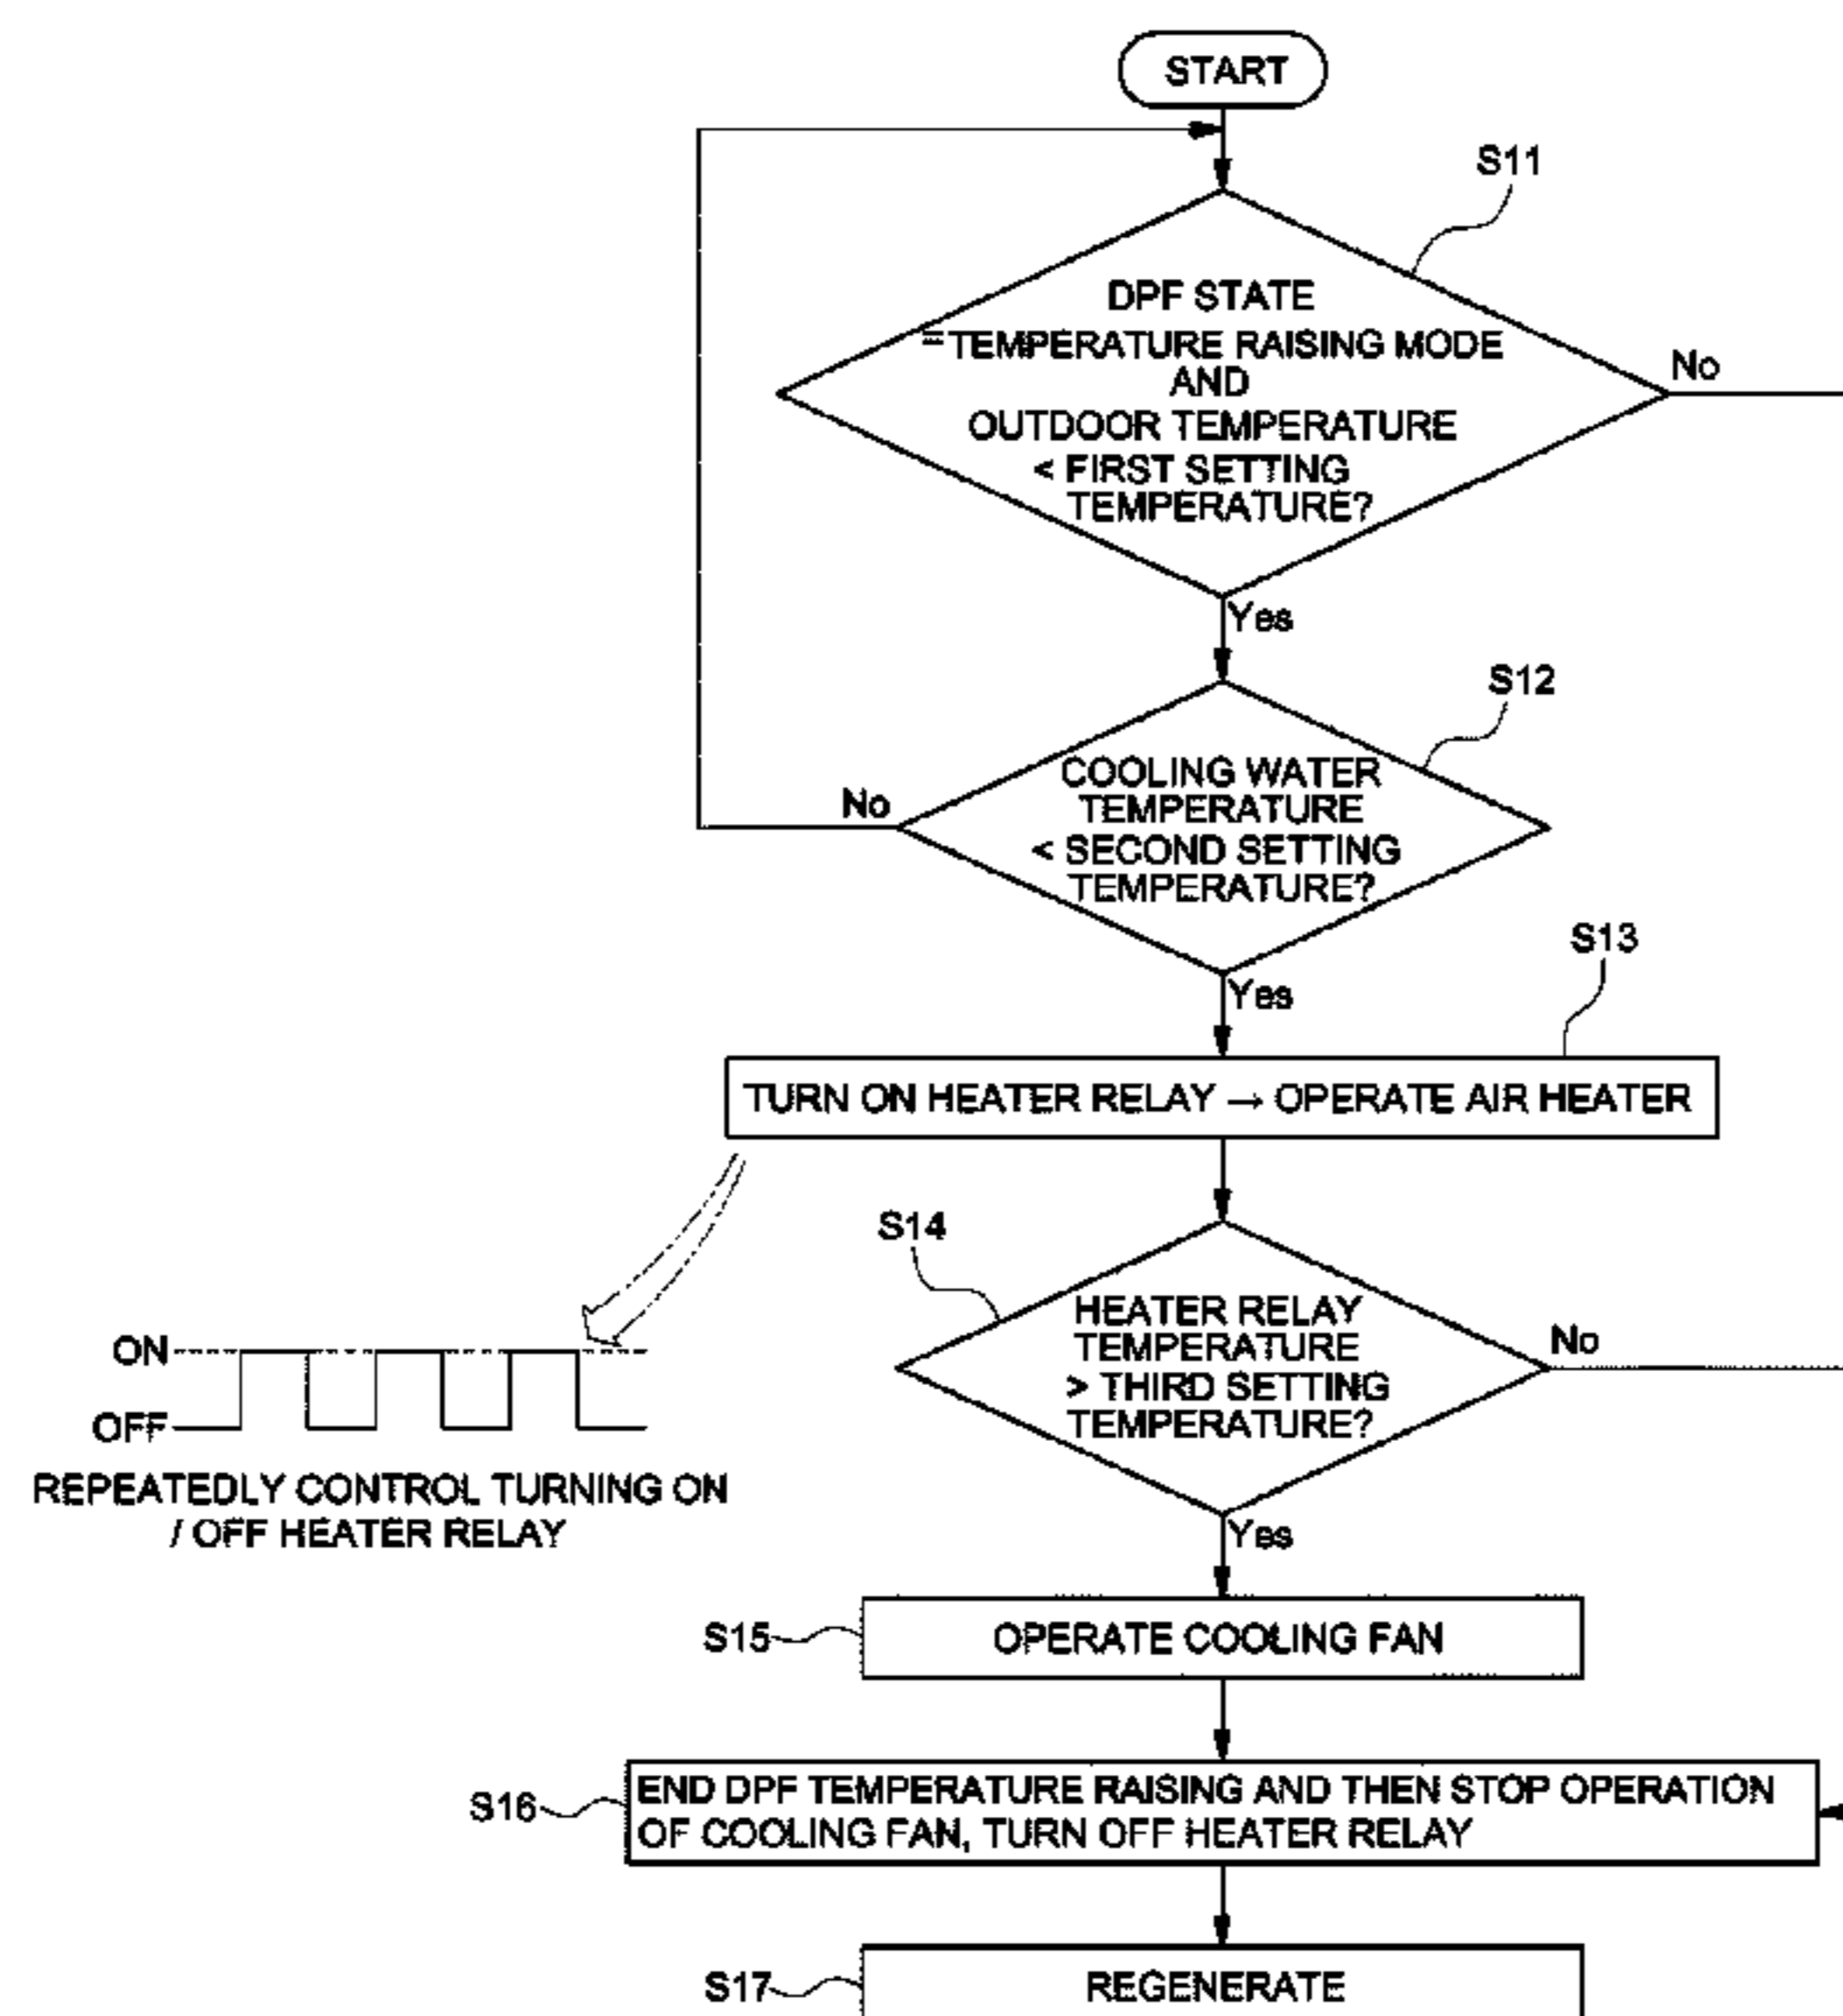 START
S11
DPF STATE
=TEMPERATURE RAISING MODE
AND
OUTDOOR TEMPERATURE
< FIRST SETTING
TEMPERATURE?
No
Yes
S12
COOLING WATER
TEMPERATURE
< SECOND SETTING
TEMPERATURE?
No
Yes
S13
TURN ON HEATER RELAY → OPERATE AIR HEATER
S14
HEATER RELAY
TEMPERATURE
> THIRD SETTING
TEMPERATURE?
No
ON
OFF
REPEATEDLY CONTROL TURNING ON
/ OFF HEATER RELAY
Yes
S15
OPERATE COOLING FAN
S16
END DPF TEMPERATURE RAISING AND THEN STOP OPERATION
OF COOLING FAN, TURN OFF HEATER RELAY
S17
REGENERATE